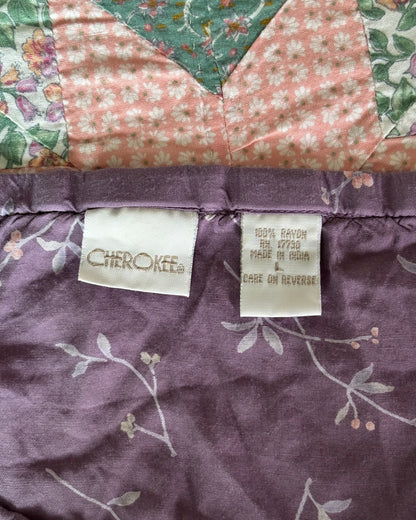 CHEROKEE®
100% RAYON
RN 17730
MADE IN INDIA
L
CARE ON REVERSE